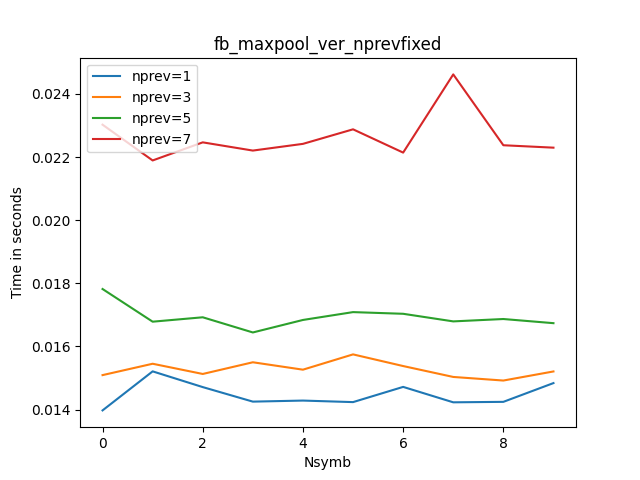 fb_maxpool_ver_nprevfixed
nprev=1
nprev=3
nprev=5
nprev=7
0.024
0.022
0.020
0.018
0.016
0.014
Time in seconds
0 2 4 6 8
Nsymb